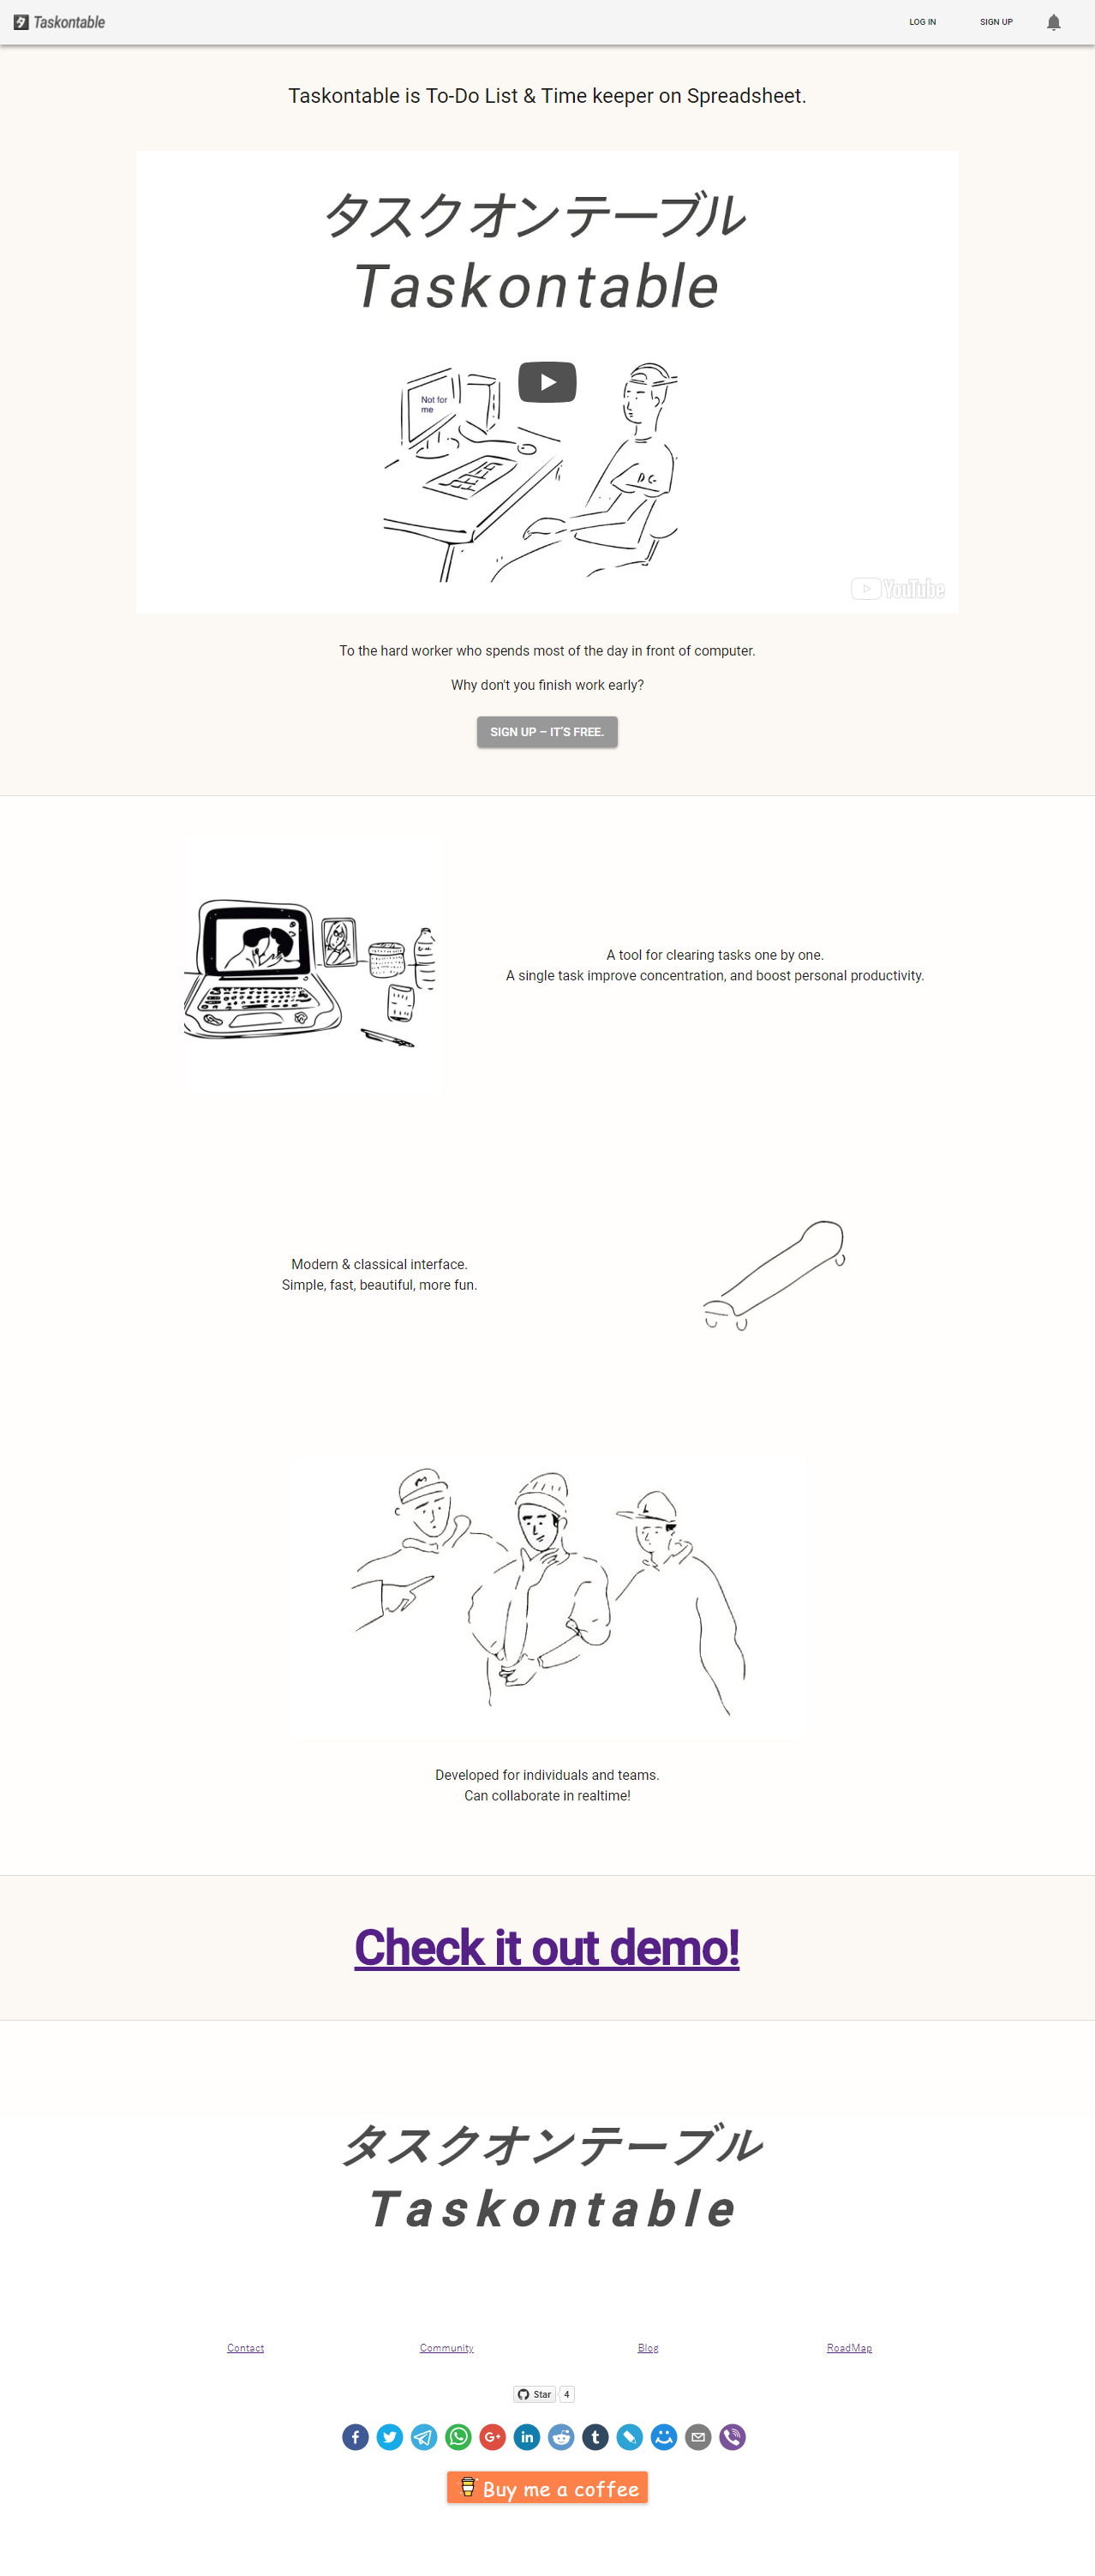 タ Taskontable
LOG IN
SIGN UP
Taskontable is To-Do List & Time keeper on Spreadsheet.
タスクオンテーブル
Taskontable
Not for
me
DC
YouTube
To the hard worker who spends most of the day in front of computer.
Why don't you finish work early?
SIGN UP – IT'S FREE.
A tool for clearing tasks one by one.
A single task improve concentration, and boost personal productivity.
Modern & classical interface.
Simple, fast, beautiful, more fun.
M
L
Developed for individuals and teams.
Can collaborate in realtime!
Check it out demo!
タスクオンテーブル
Taskontable
Contact
Community
Blog
RoadMap
Star
4
Buy me a coffee